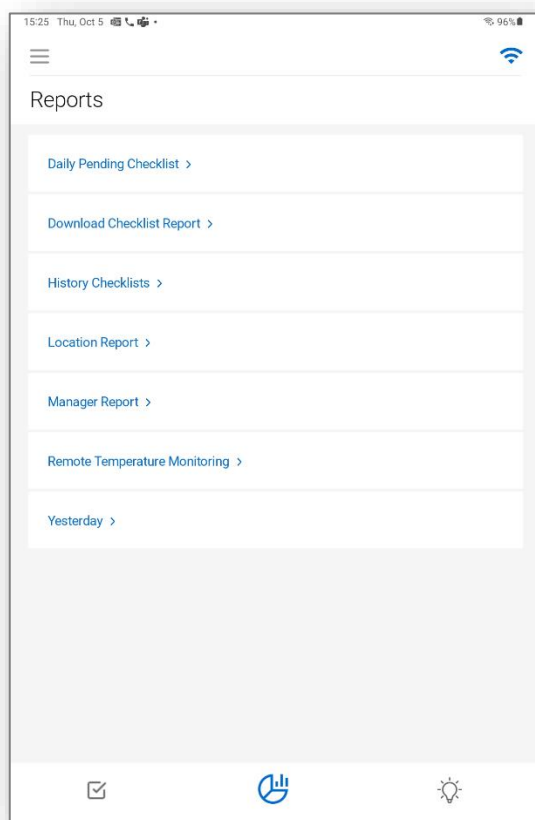 15:25 Thu, Oct 5 96%
Reports
Daily Pending Checklist >
Download Checklist Report >
History Checklists >
Location Report >
Manager Report >
Remote Temperature Monitoring >
Yesterday >